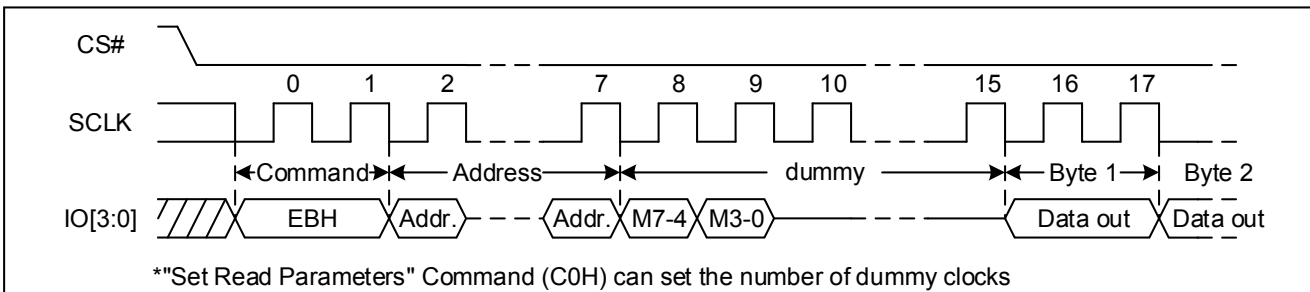 CS#
0 1 2 7 8 9 10 15 16 17
SCLK
Command Address dummy Byte 1 Byte 2
IO[3:0] EBH Addr. Addr. M7-4 M3-0 Data out Data out
*"Set Read Parameters" Command (C0H) can set the number of dummy clocks